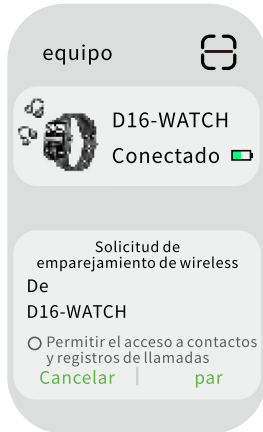 equipo
D16-WATCH
Conectado
Solicitud de
emparejamiento de wireless
De
D16-WATCH
Permitir el acceso a contactos
y registros de llamadas
Cancelar
par